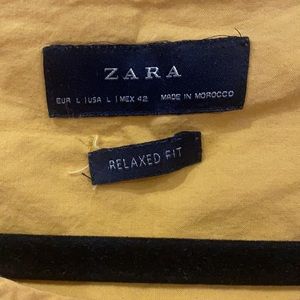 ZARA
EUR L | USA L | MEX 42 MADE IN MOROCCO
RELAXED FIT